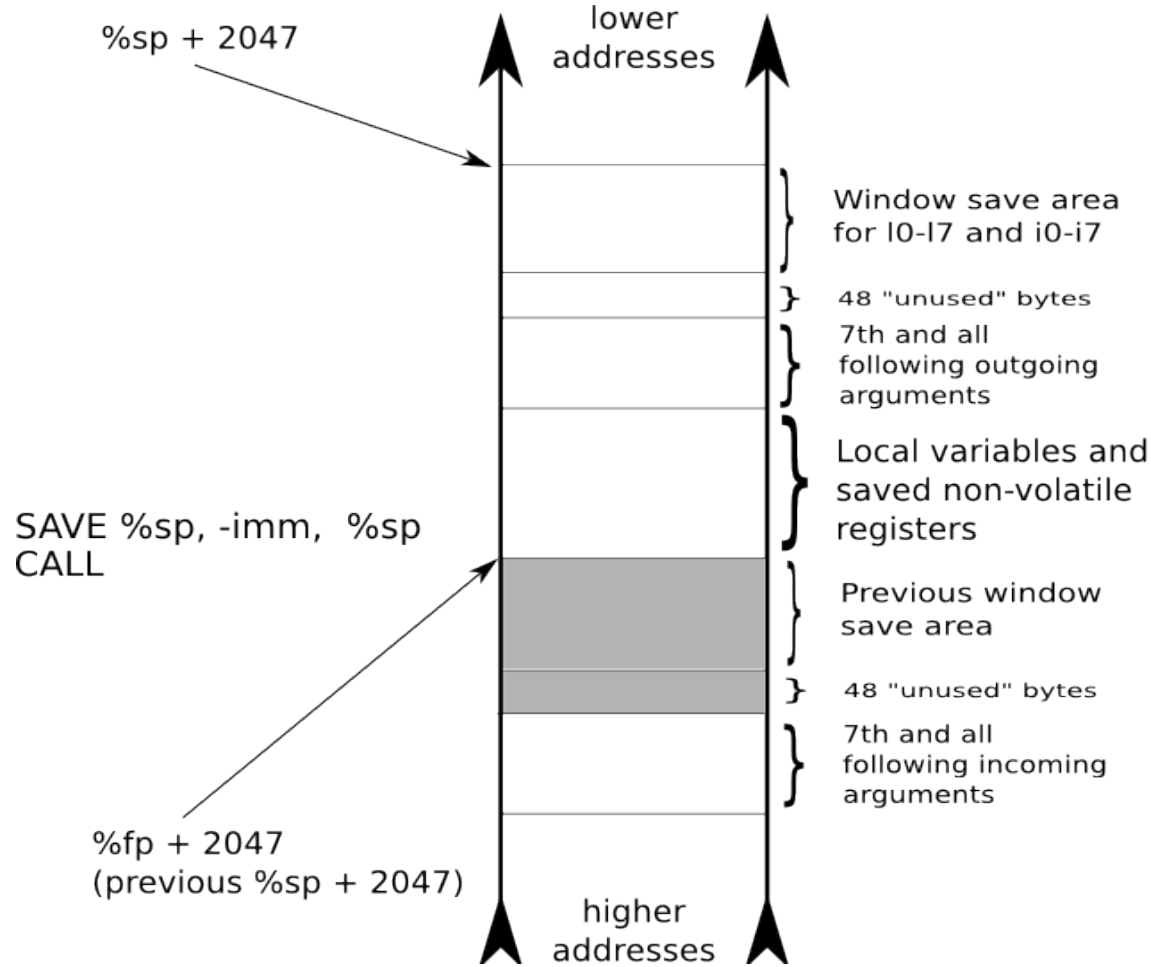 lower
addresses
%sp + 2047
Window save area
for l0-l7 and i0-i7
48 "unused" bytes
7th and all
following outgoing
arguments
Local variables and
saved non-volatile
registers
SAVE %sp, -imm, %sp
CALL
Previous window
save area
48 "unused" bytes
7th and all
following incoming
arguments
%fp + 2047
(previous %sp + 2047)
higher
addresses